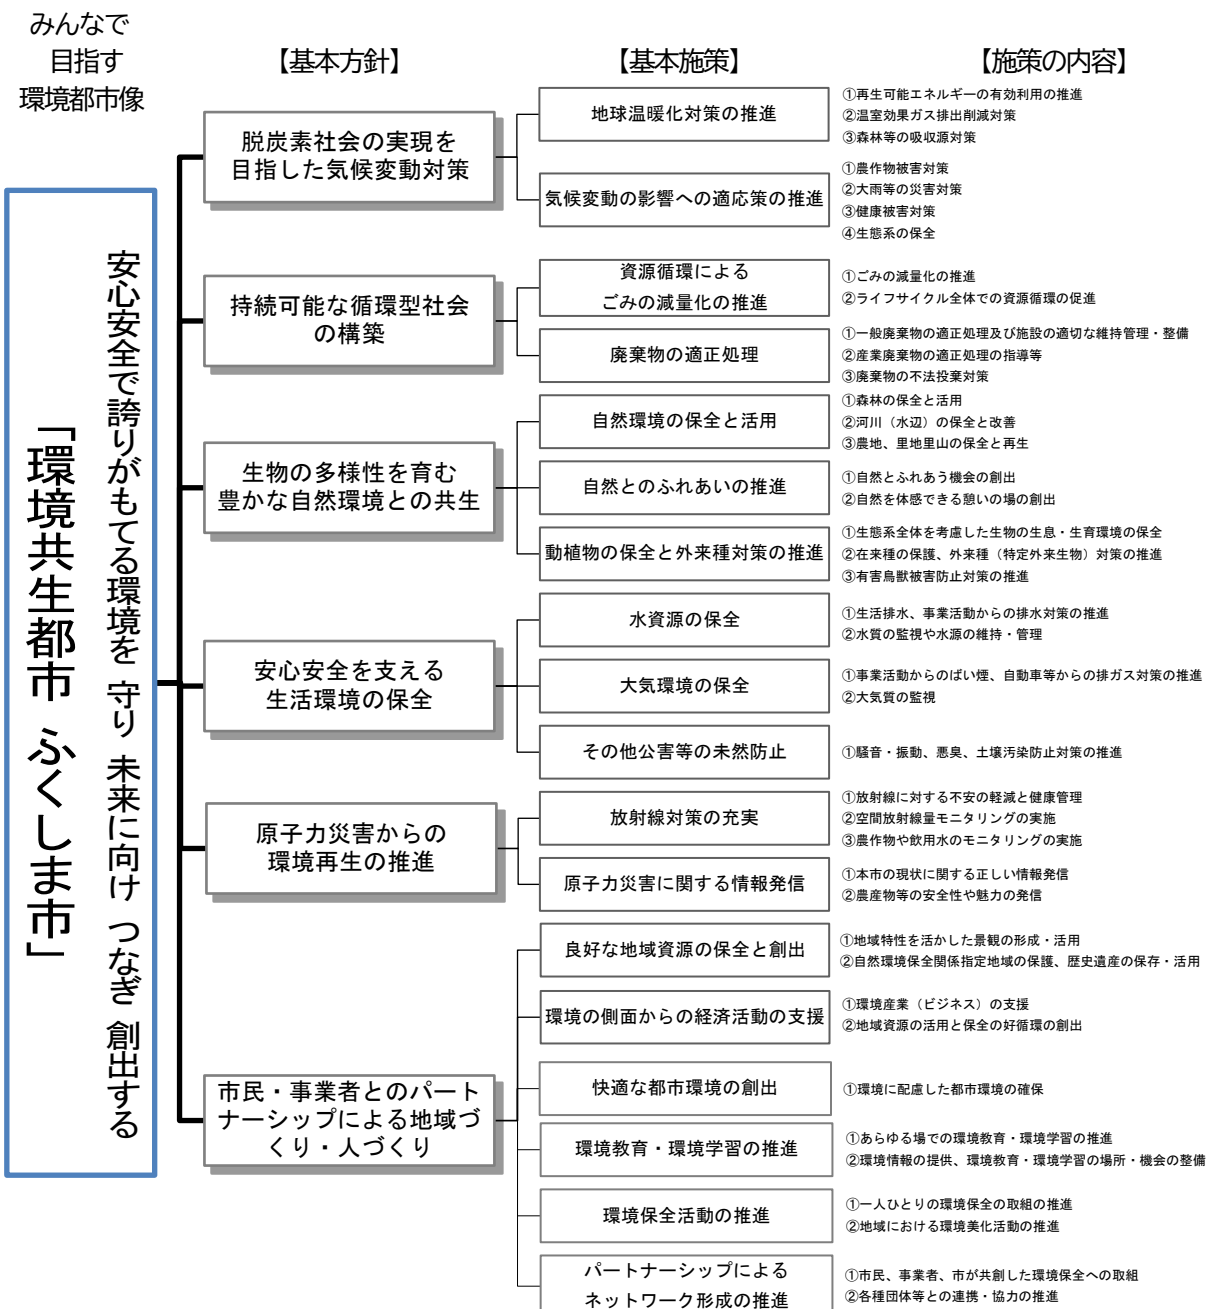 みんなで
目指す
環境都市像
【基本方針】
【基本施策】
【施策の内容】
「環境共生都市 ふくしま市」
安心安全で誇りがもてる環境を 守り 未来に向け つなぎ 創出する
脱炭素社会の実現を
目指した気候変動対策
地球温暖化対策の推進
①再生可能エネルギーの有効利用の推進
②温室効果ガス排出削減対策
③森林等の吸収源対策
気候変動の影響への適応策の推進
①農作物被害対策
②大雨等の災害対策
③健康被害対策
④生態系の保全
持続可能な循環型社会
の構築
資源循環による
ごみの減量化の推進
①ごみの減量化の推進
②ライフサイクル全体での資源循環の促進
廃棄物の適正処理
①一般廃棄物の適正処理及び施設の適切な維持管理・整備
②産業廃棄物の適正処理の指導等
③廃棄物の不法投棄対策
生物の多様性を育む
豊かな自然環境との共生
自然環境の保全と活用
①森林の保全と活用
②河川（水辺）の保全と改善
③農地、里地里山の保全と再生
自然とのふれあいの推進
①自然とふれあう機会の創出
②自然を体感できる憩いの場の創出
動植物の保全と外来種対策の推進
①生態系全体を考慮した生物の生息・生育環境の保全
②在来種の保護、外来種（特定外来生物）対策の推進
③有害鳥獣被害防止対策の推進
安心安全を支える
生活環境の保全
水資源の保全
①生活排水、事業活動からの排水対策の推進
②水質の監視や水源の維持・管理
大気環境の保全
①事業活動からのばい煙、自動車等からの排ガス対策の推進
②大気質の監視
その他公害等の未然防止
①騒音・振動、悪臭、土壌汚染防止対策の推進
原子力災害からの
環境再生の推進
放射線対策の充実
①放射線に対する不安の軽減と健康管理
②空間放射線量モニタリングの実施
③農作物や飲用水のモニタリングの実施
原子力災害に関する情報発信
①本市の現状に関する正しい情報発信
②農産物等の安全性や魅力の発信
市民・事業者とのパート
ナーシップによる地域づ
くり・人づくり
良好な地域資源の保全と創出
①地域特性を活かした景観の形成・活用
②自然環境保全関係指定地域の保護、歴史遺産の保存・活用
環境の側面からの経済活動の支援
①環境産業（ビジネス）の支援
②地域資源の活用と保全の好循環の創出
快適な都市環境の創出
①環境に配慮した都市環境の確保
環境教育・環境学習の推進
①あらゆる場での環境教育・環境学習の推進
②環境情報の提供、環境教育・環境学習の場所・機会の整備
環境保全活動の推進
①一人ひとりの環境保全の取組の推進
②地域における環境美化活動の推進
パートナーシップによる
ネットワーク形成の推進
①市民、事業者、市が共創した環境保全への取組
②各種団体等との連携・協力の推進